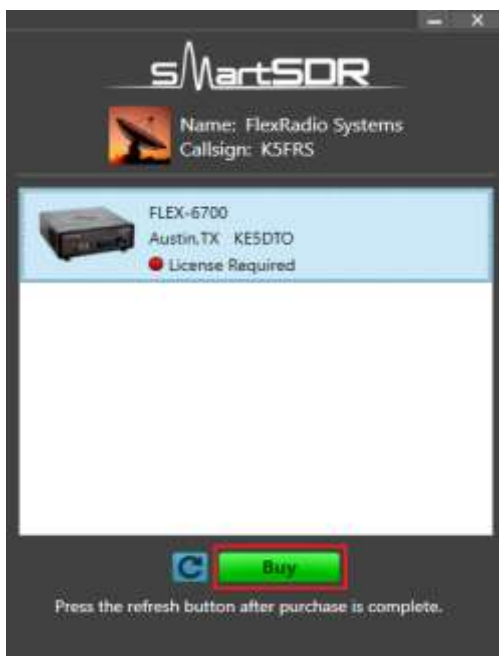 smartSDR
Name: FlexRadio Systems
Callsign: K5FRS
FLEX-6700
Austin,TX KE5DTO
License Required
Buy
Press the refresh button after purchase is complete.